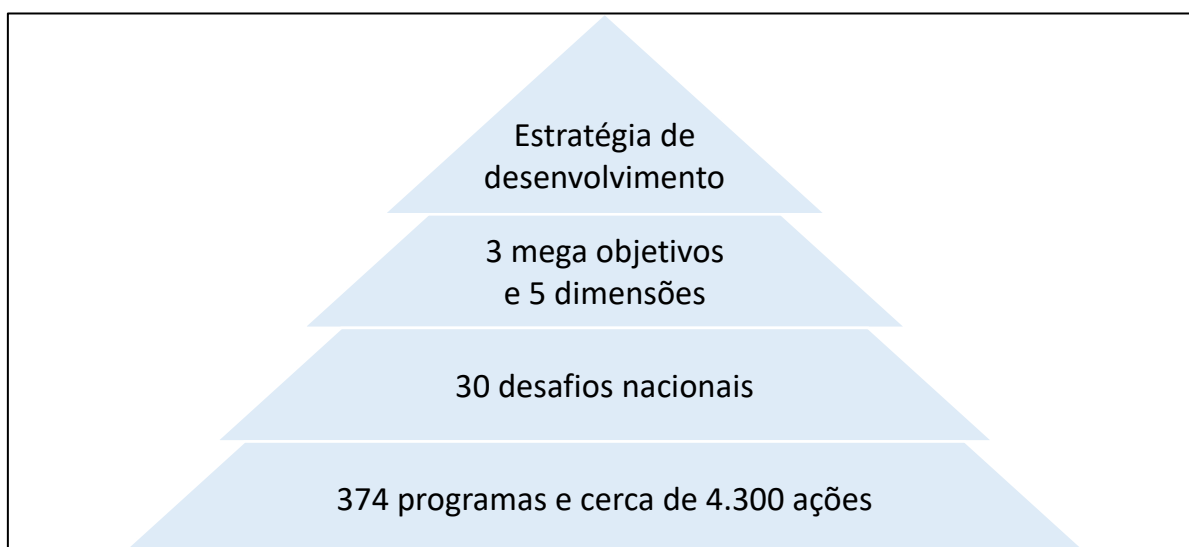 Estratégia de
desenvolvimento
3 mega objetivos
e 5 dimensões
30 desafios nacionais
374 programas e cerca de 4.300 ações